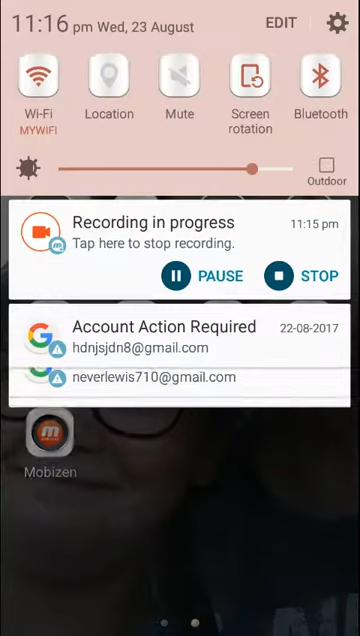 11:16 pm Wed, 23 August EDIT
Wi-Fi Location Mute Screen rotation Bluetooth
MYWIFI
Outdoor
Recording in progress 11:15 pm
Tap here to stop recording.
PAUSE STOP
Account Action Required 22-08-2017
hdnjsjdn8@gmail.com
neverlewis710@gmail.com
Mobizen